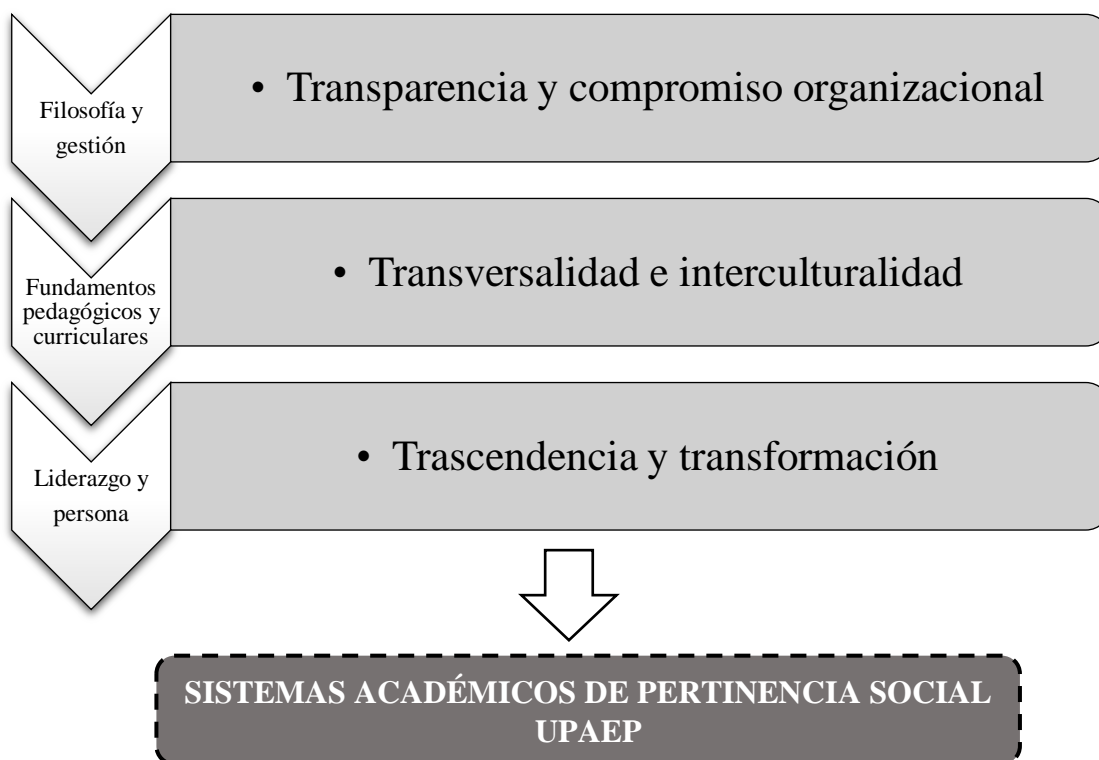 Filosofía y
gestión
• Transparencia y compromiso organizacional
Fundamentos
pedagógicos y
curriculares
• Transversalidad e interculturalidad
Liderazgo y
persona
• Trascendencia y transformación
SISTEMAS ACADÉMICOS DE PERTINENCIA SOCIAL
UPAEP